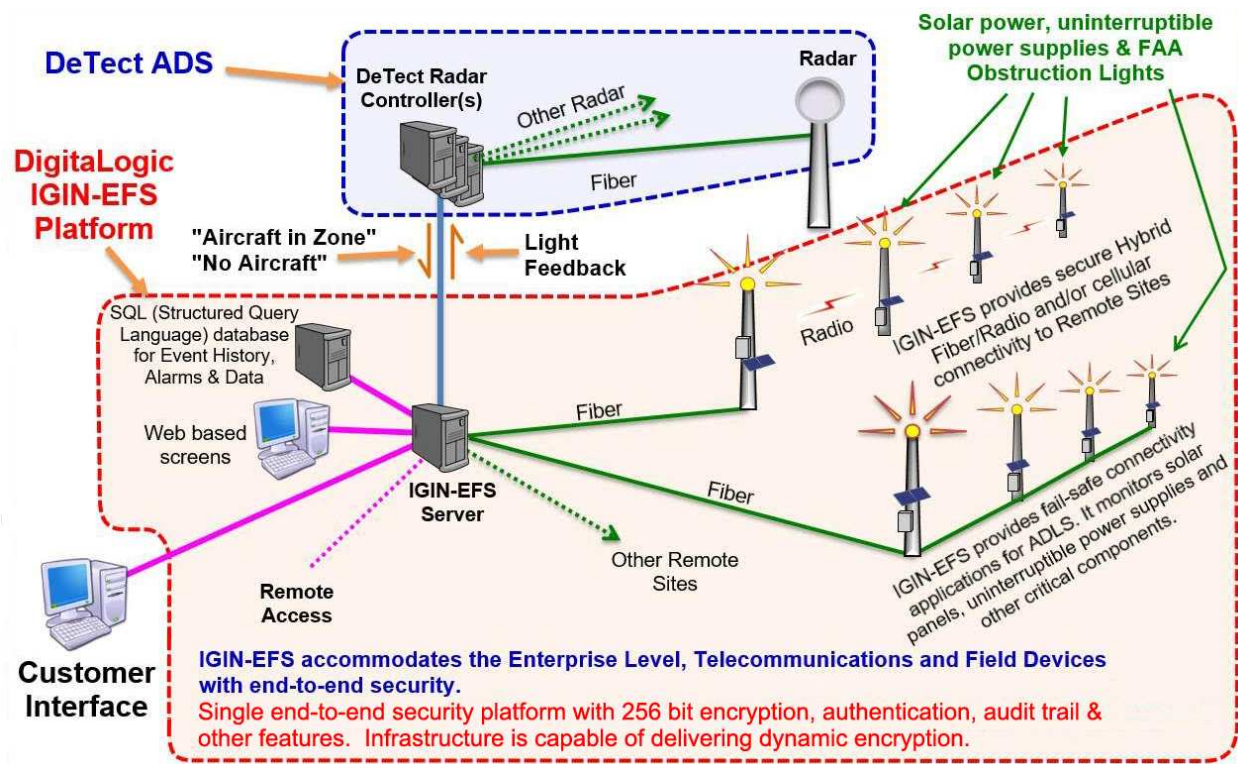 DeTect ADS
DeTect Radar
Controller(s)
Other Radar
Radar
Fiber
Solar power, uninterruptible
power supplies & FAA
Obstruction Lights
DigitaLogic
IGIN-EFS
Platform
"Aircraft in Zone"
"No Aircraft"
Light
Feedback
SQL (Structured Query
Language) database
for Event History,
Alarms & Data
Web based
screens
IGIN-EFS
Server
Fiber
Radio
IGIN-EFS provides secure Hybrid
Fiber/Radio and/or cellular
connectivity to Remote Sites
Fiber
IGIN-EFS provides fail-safe connectivity
applications for ADLS. It monitors solar
panels, uninterruptible power supplies and
other critical components.
Other Remote
Sites
Remote
Access
Customer
Interface
IGIN-EFS accommodates the Enterprise Level, Telecommunications and Field Devices
with end-to-end security.
Single end-to-end security platform with 256 bit encryption, authentication, audit trail &
other features.  Infrastructure is capable of delivering dynamic encryption.